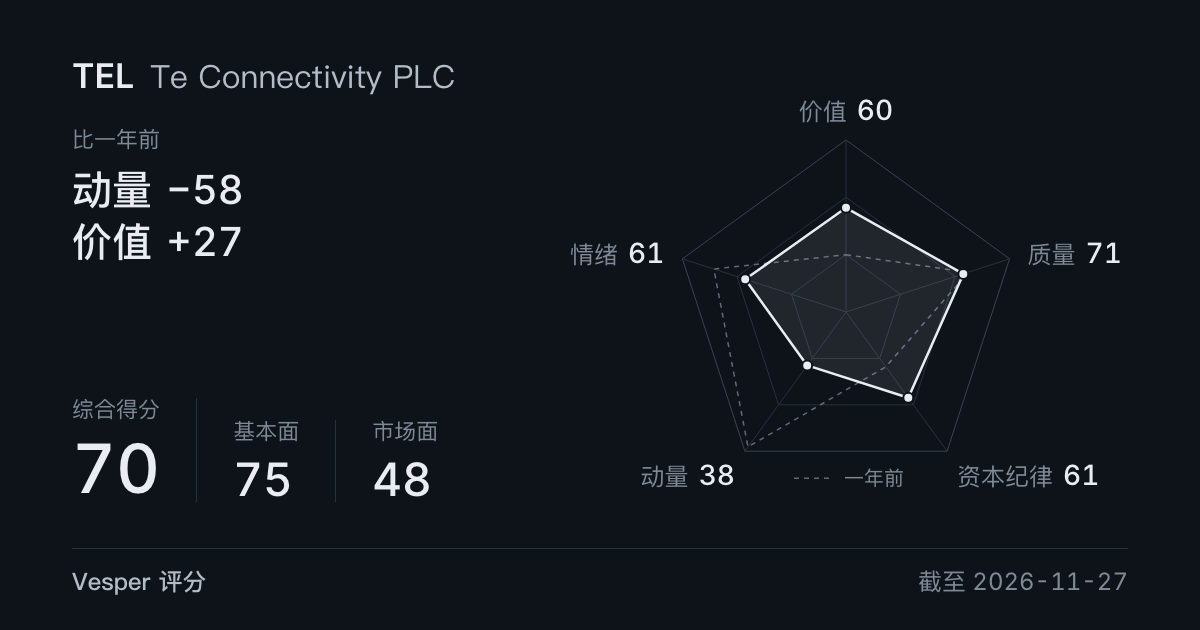 TEL Te Connectivity PLC
比一年前
动量 −58
价值 +27
综合得分
70
基本面
75
市场面
48
价值 60
质量 71
资本纪律 61
动量 38
情绪 61
一年前
Vesper 评分
截至 2026-11-27